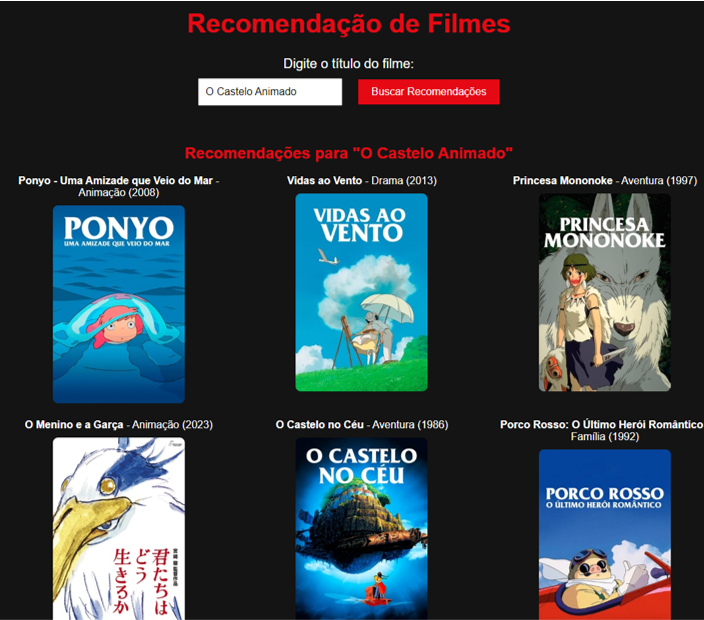 Recomendação de Filmes
Digite o título do filme:
O Castelo Animado
Buscar Recomendações
Recomendações para "O Castelo Animado"
Ponyo - Uma Amizade que Veio do Mar -
Animação (2008)
PONYO
UMA AMIZADE QUE VEIO DO MAR
Vidas ao Vento - Drama (2013)
VIDAS AO
VENTO
Princesa Mononoke - Aventura (1997)
PRINCESA
MONONOKE
O Menino e a Garça - Animação (2023)
君たちは
どう
生きるか
O Castelo no Céu - Aventura (1986)
O CASTELO
NO CÉU
Porco Rosso: O Último Herói Romântico
Família (1992)
PORCO ROSSO
O ÚLTIMO HERÓI ROMÂNTICO